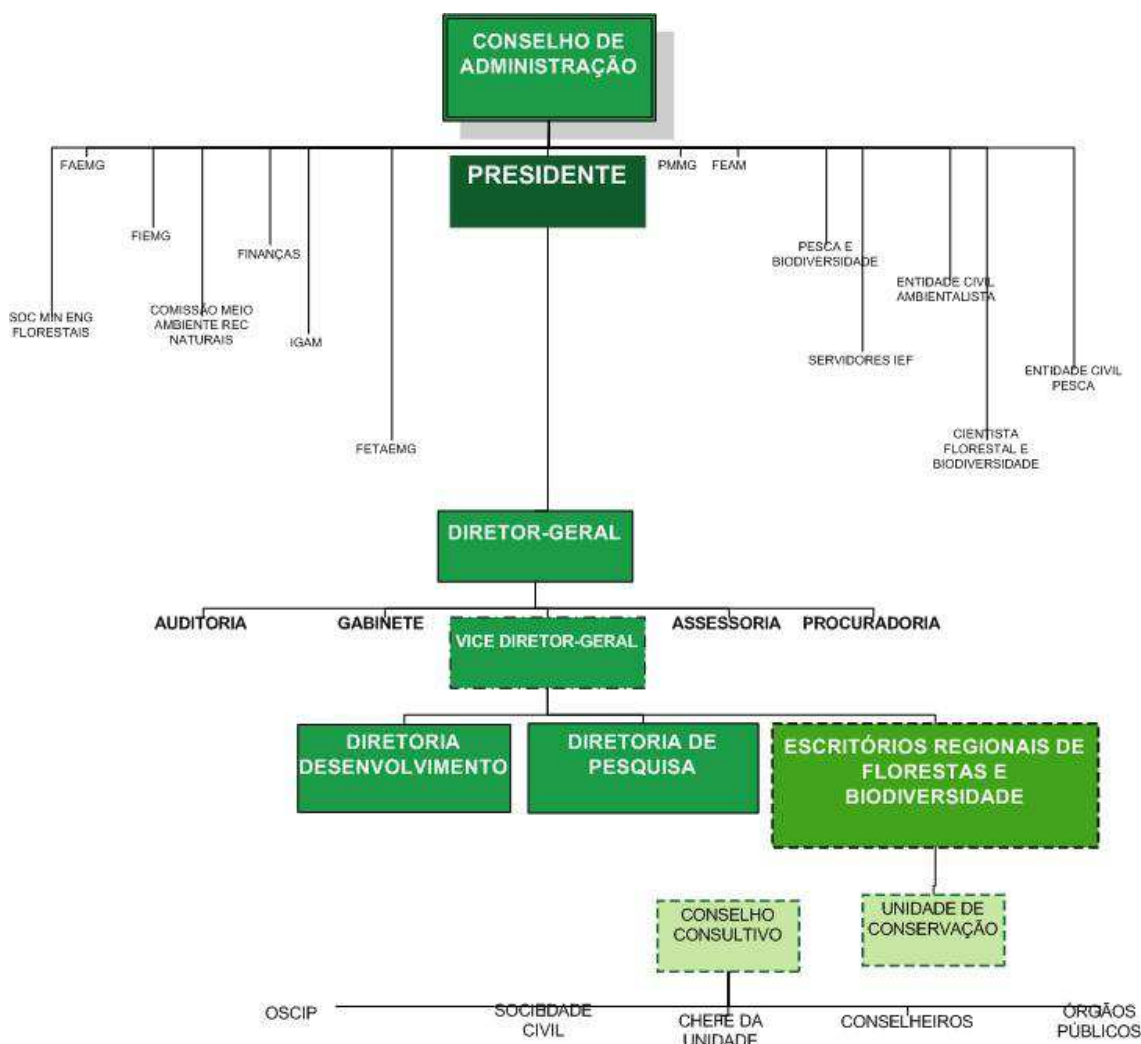 CONSELHO DE
ADMINISTRAÇÃO
FAEMG
PRESIDENTE
PMMG
FEAM
FIEMG
FINANÇAS
PESCA E
BIODIVERSIDADE
ENTIDADE CIVIL
AMBIENTALISTA
SOC MIN ENG
FLORESTAIS
COMISSÃO MEIO
AMBIENTE REC
NATURAIS
IGAM
SERVIDORES IEF
ENTIDADE CIVIL
PESCA
FETAEMG
CIENTISTA
FLORESTAL E
BIODIVERSIDADE
DIRETOR-GERAL
AUDITORIA
GABINETE
ASSESSORIA
PROCURADORIA
VICE DIRETOR-GERAL
DIRETORIA
DESENVOLVIMENTO
DIRETORIA DE
PESQUISA
ESCRITÓRIOS REGIONAIS DE
FLORESTAS E
BIODIVERSIDADE
CONSELHO
CONSULTIVO
UNIDADE DE
CONSERVAÇÃO
OSCIP
SOCIEDADE
CIVIL
CHEFE DA
UNIDADE
CONSELHEIROS
ÓRGÃOS
PÚBLICOS